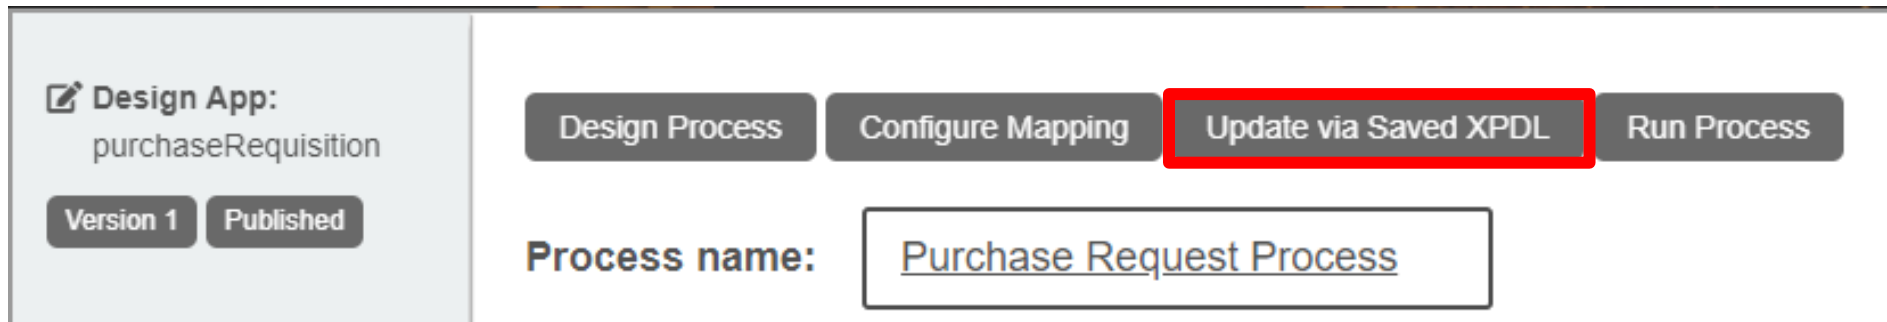 Design App:
purchaseRequisition
Version 1 Published
Design Process Configure Mapping Update via Saved XPDL Run Process
Process name: Purchase Request Process